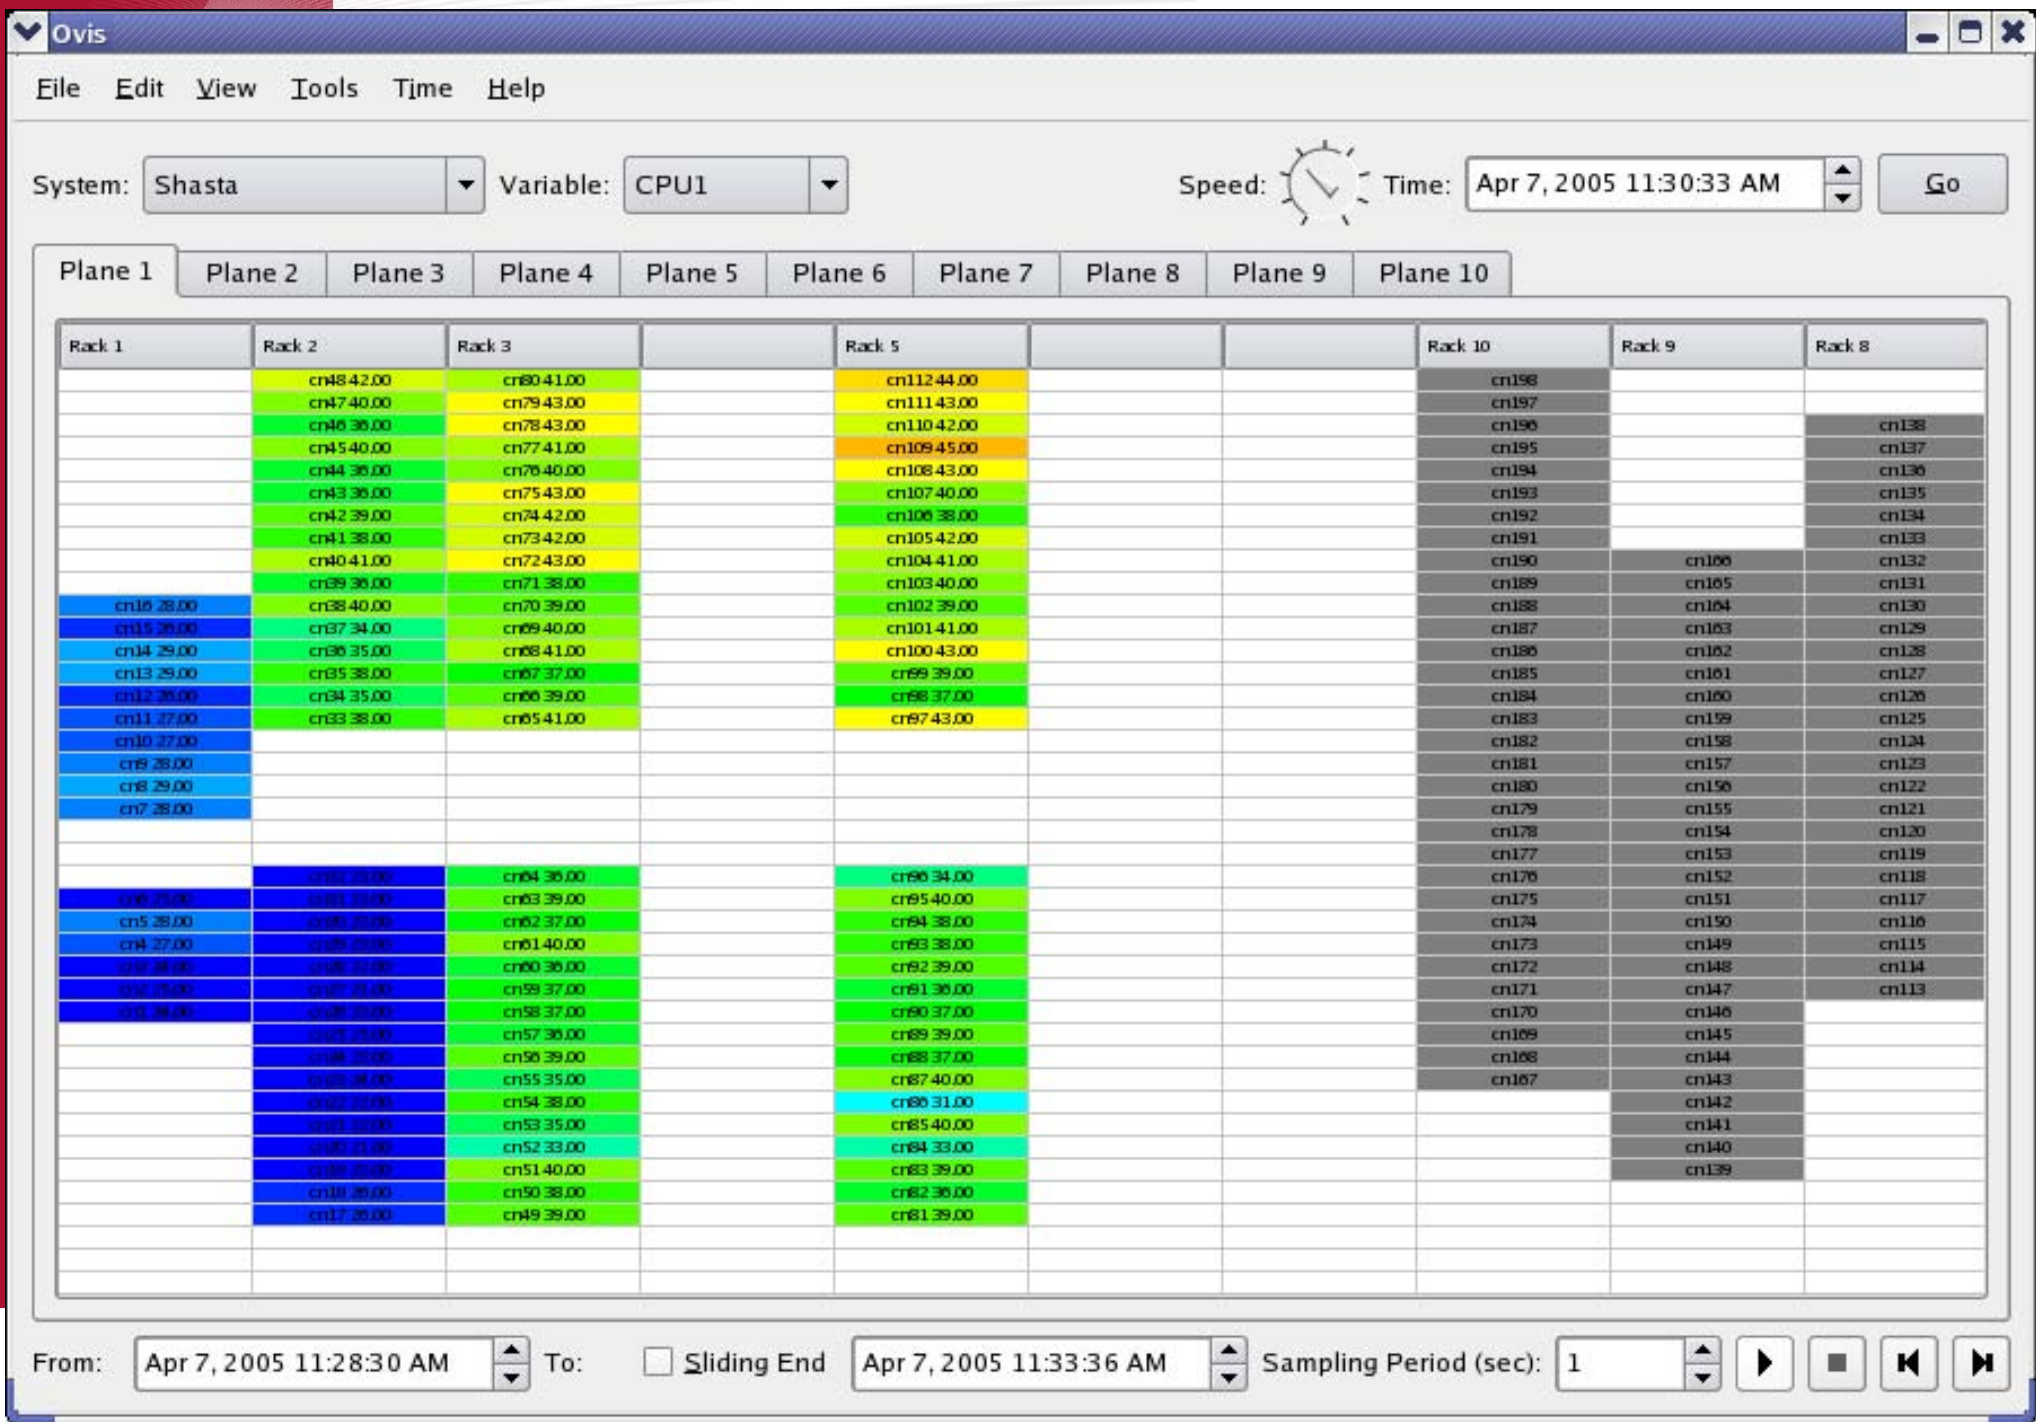 Ovis
File Edit View Tools Time Help
System: Shasta Variable: CPU1 Speed: Time: Apr 7, 2005 11:30:33 AM Go
Plane 1 Plane 2 Plane 3 Plane 4 Plane 5 Plane 6 Plane 7 Plane 8 Plane 9 Plane 10
Rack 1 Rack 2 Rack 3 Rack 5 Rack 10 Rack 9 Rack 8
cn48 42.00 cn80 41.00 cn112 44.00 cn198
cn47 40.00 cn79 43.00 cn111 43.00 cn197
cn46 36.00 cn78 43.00 cn110 42.00 cn196 cn138
cn45 40.00 cn77 41.00 cn109 45.00 cn195 cn137
cn44 36.00 cn76 40.00 cn108 43.00 cn194 cn136
cn43 36.00 cn75 43.00 cn107 40.00 cn193 cn135
cn42 39.00 cn74 42.00 cn106 38.00 cn192 cn134
cn41 38.00 cn73 42.00 cn105 42.00 cn191 cn133
cn40 41.00 cn72 43.00 cn104 41.00 cn190 cn166 cn132
cn39 36.00 cn71 38.00 cn103 40.00 cn189 cn165 cn131
cn16 28.00 cn38 40.00 cn70 39.00 cn102 39.00 cn188 cn164 cn130
cn15 26.00 cn37 34.00 cn69 40.00 cn101 41.00 cn187 cn163 cn129
cn14 29.00 cn36 35.00 cn68 41.00 cn100 43.00 cn186 cn162 cn128
cn13 29.00 cn35 38.00 cn67 37.00 cn99 39.00 cn185 cn161 cn127
cn12 26.00 cn34 35.00 cn66 39.00 cn98 37.00 cn184 cn160 cn126
cn11 27.00 cn33 38.00 cn65 41.00 cn97 43.00 cn183 cn159 cn125
cn10 27.00 cn182 cn158 cn124
cn9 28.00 cn181 cn157 cn123
cn8 29.00 cn180 cn156 cn122
cn7 28.00 cn179 cn155 cn121
cn178 cn154 cn120
cn177 cn153 cn119
cn64 36.00 cn96 34.00 cn176 cn152 cn118
cn63 39.00 cn95 40.00 cn175 cn151 cn117
cn5 28.00 cn62 37.00 cn94 38.00 cn174 cn150 cn116
cn4 27.00 cn61 40.00 cn93 38.00 cn173 cn149 cn115
cn60 36.00 cn92 39.00 cn172 cn148 cn114
cn59 37.00 cn91 36.00 cn171 cn147 cn113
cn58 37.00 cn90 37.00 cn170 cn146
cn57 36.00 cn89 39.00 cn169 cn145
cn56 39.00 cn88 37.00 cn168 cn144
cn55 35.00 cn87 40.00 cn167 cn143
cn54 38.00 cn86 31.00 cn142
cn53 35.00 cn85 40.00 cn141
cn52 33.00 cn84 33.00 cn140
cn51 40.00 cn83 39.00 cn139
cn18 26.00 cn50 38.00 cn82 36.00
cn17 26.00 cn49 39.00 cn81 39.00
From: Apr 7, 2005 11:28:30 AM To: Sliding End Apr 7, 2005 11:33:36 AM Sampling Period (sec): 1